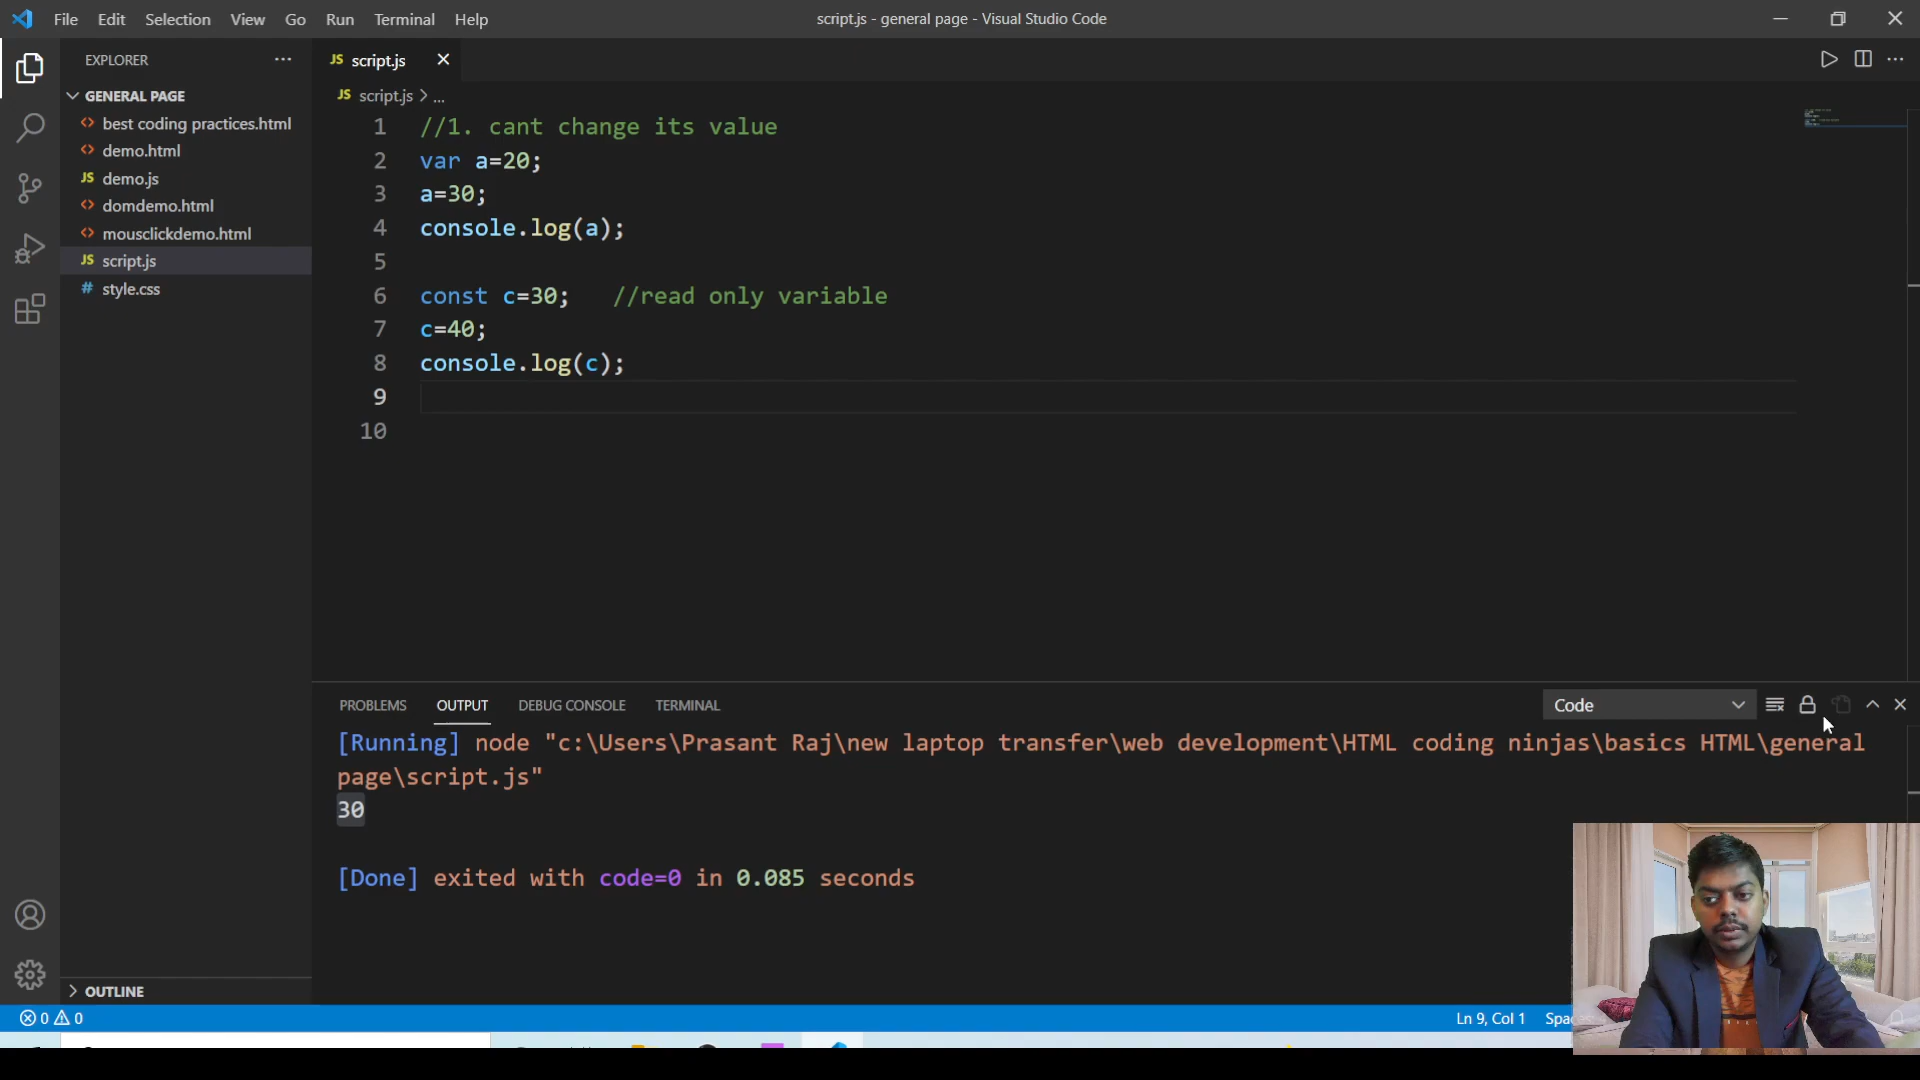 File Edit Selection View Go Run Terminal Help
script.js - general page - Visual Studio Code
EXPLORER
GENERAL PAGE
best coding practices.html
demo.html
JS demo.js
domdemo.html
mousclickdemo.html
JS script.js
# style.css
OUTLINE
JS script.js
JS script.js > ...
1 //1. cant change its value
2 var a=20;
3 a=30;
4 console.log(a);
5
6 const c=30; //read only variable
7 c=40;
8 console.log(c);
9
10
PROBLEMS OUTPUT DEBUG CONSOLE TERMINAL
Code
[Running] node "c:\Users\Prasant Raj\new laptop transfer\web development\HTML coding ninjas\basics HTML\general
page\script.js"
30
[Done] exited with code=0 in 0.085 seconds
0 0
Ln 9, Col 1